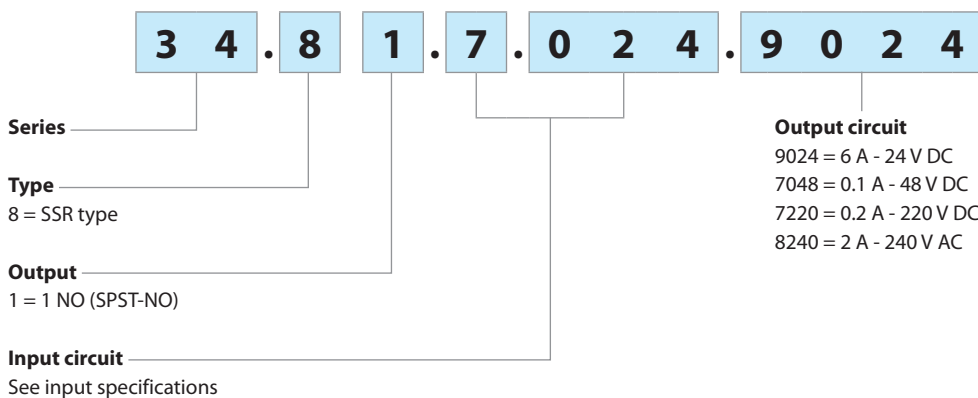 3 4 . 8 1 . 7 . 0 2 4 . 9 0 2 4
Series
Type
8 = SSR type
Output
1 = 1 NO (SPST-NO)
Input circuit
See input specifications
Output circuit
9024 = 6 A - 24 V DC
7048 = 0.1 A - 48 V DC
7220 = 0.2 A - 220 V DC
8240 = 2 A - 240 V AC